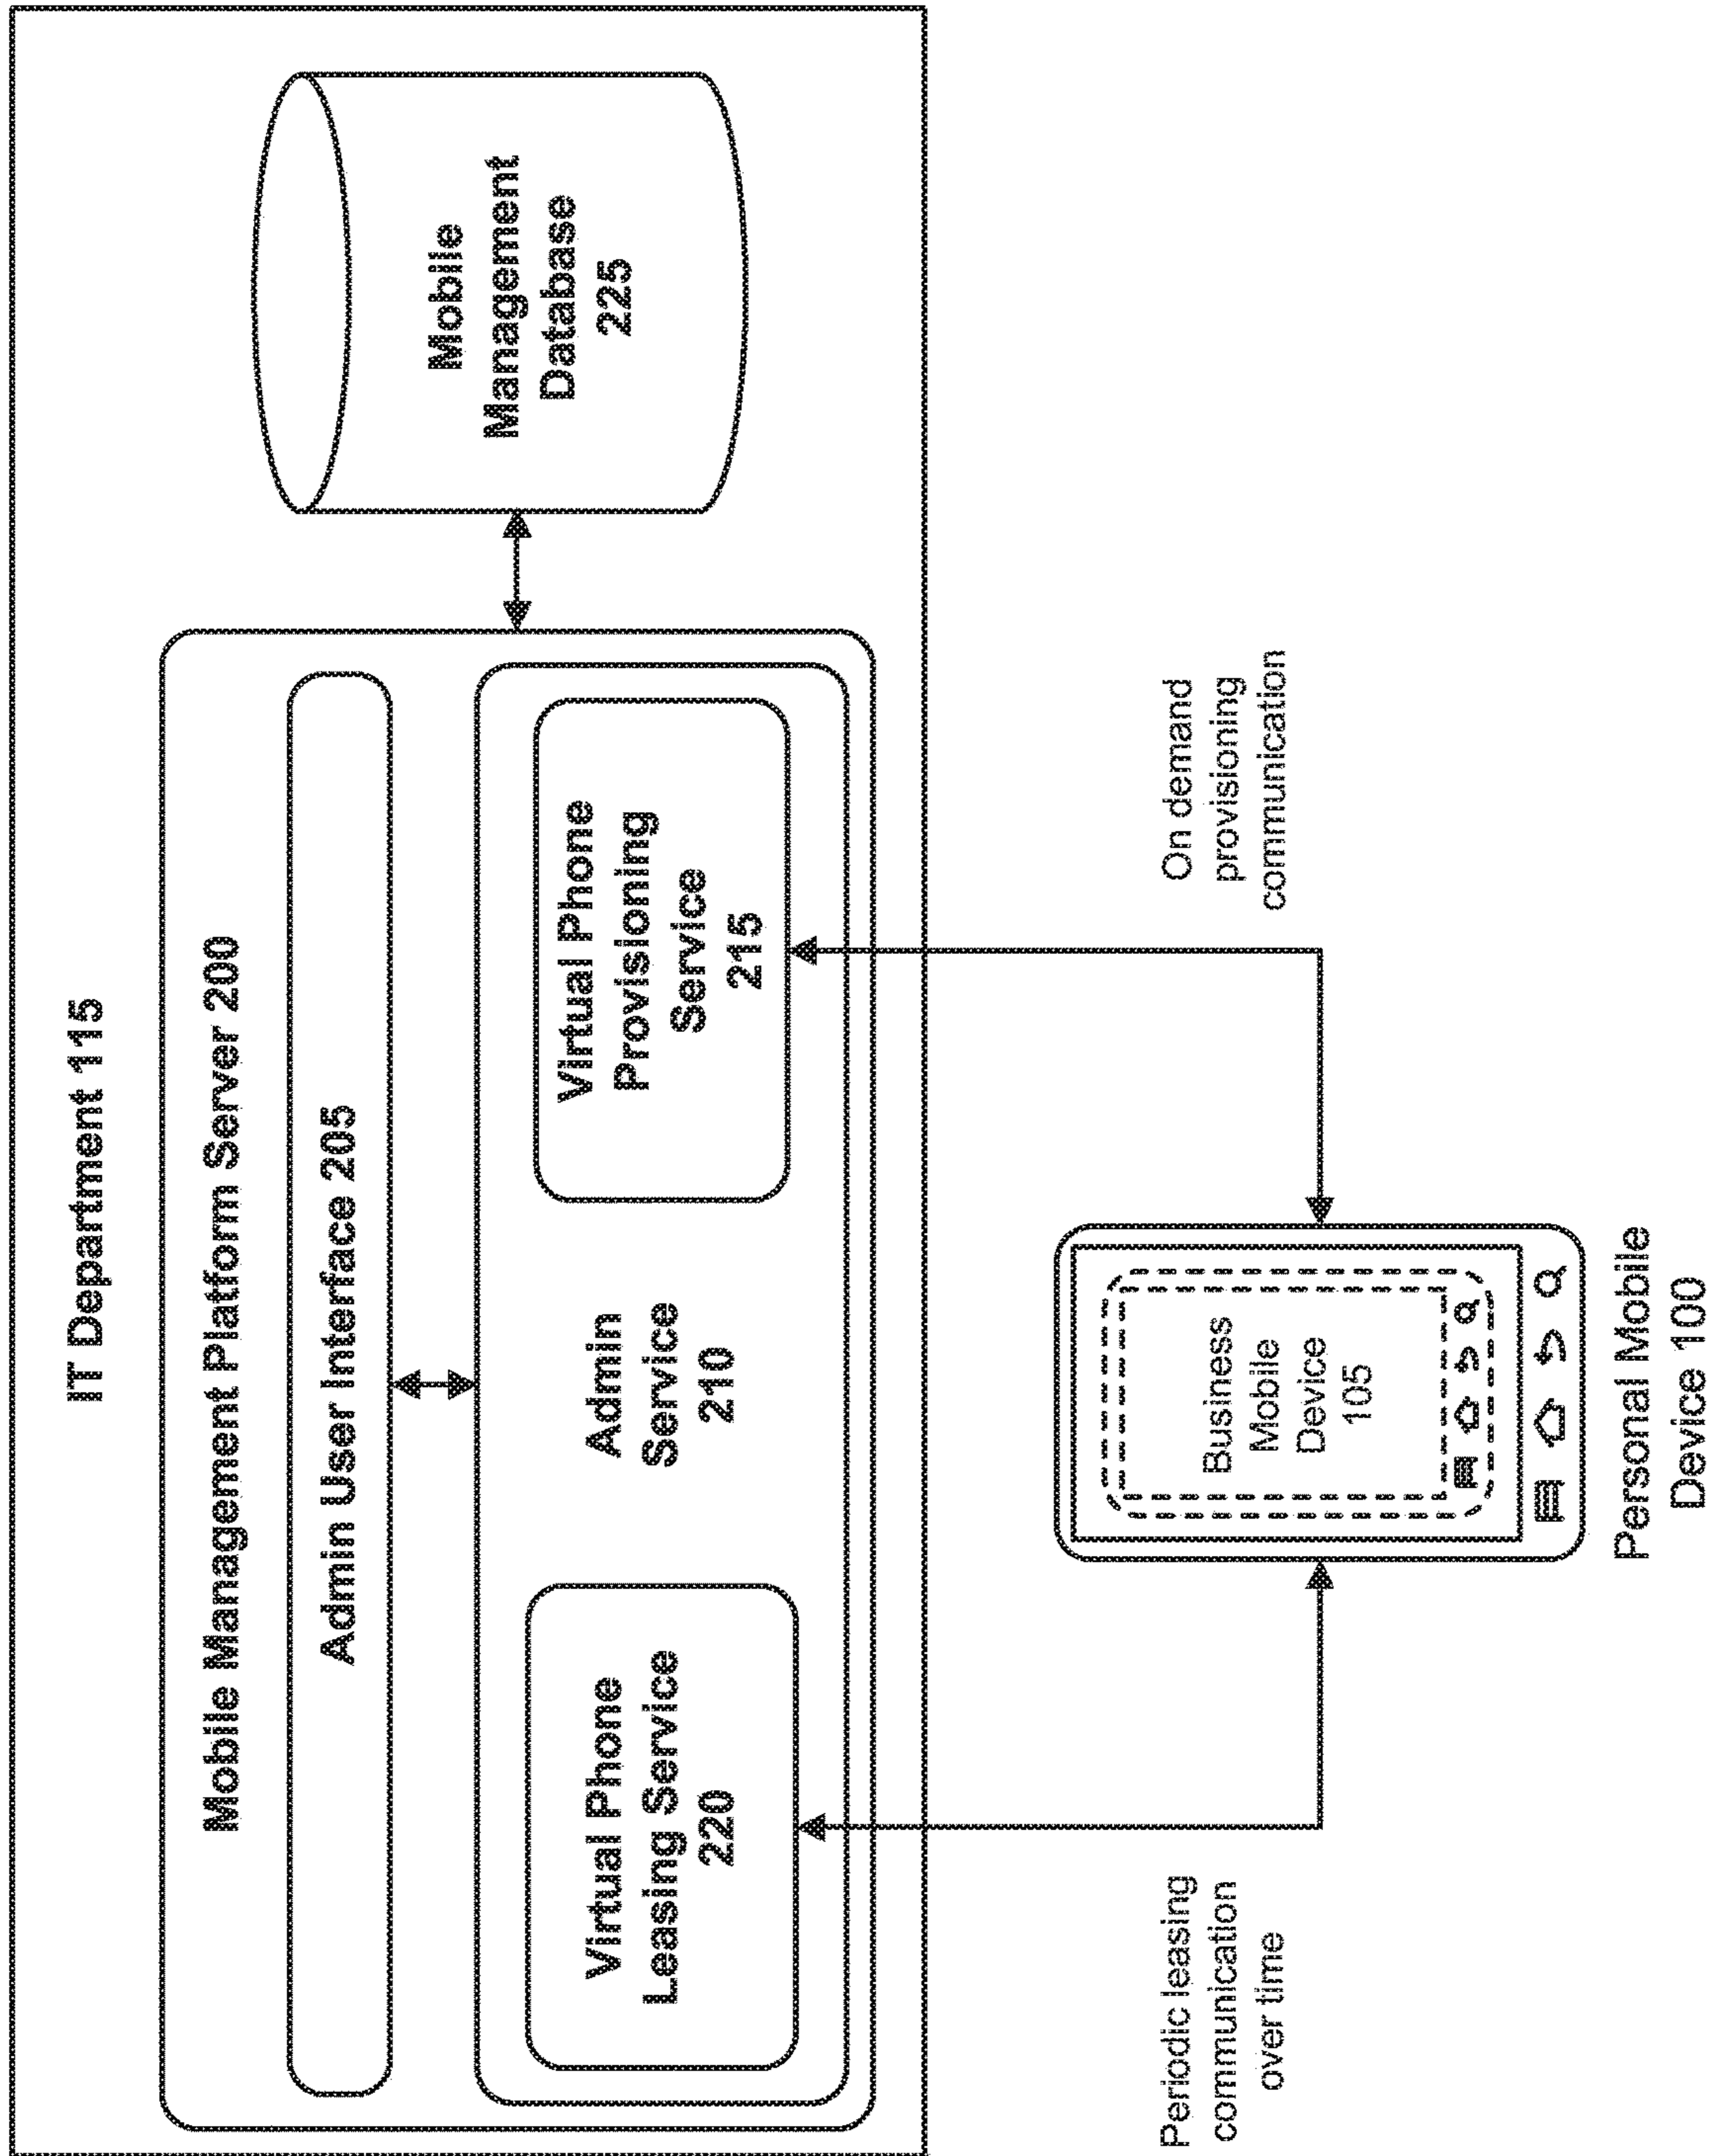 IT Department 115
Mobile Management Platform Server 200
Admin User Interface 205
Virtual Phone
Leasing Service
220
Admin
Service
210
Virtual Phone
Provisioning
Service
215
Mobile
Management
Database
225
Periodic leasing
communication
over time
Business
Mobile
Device
105
On demand
provisioning
communication
Personal Mobile
Device 100